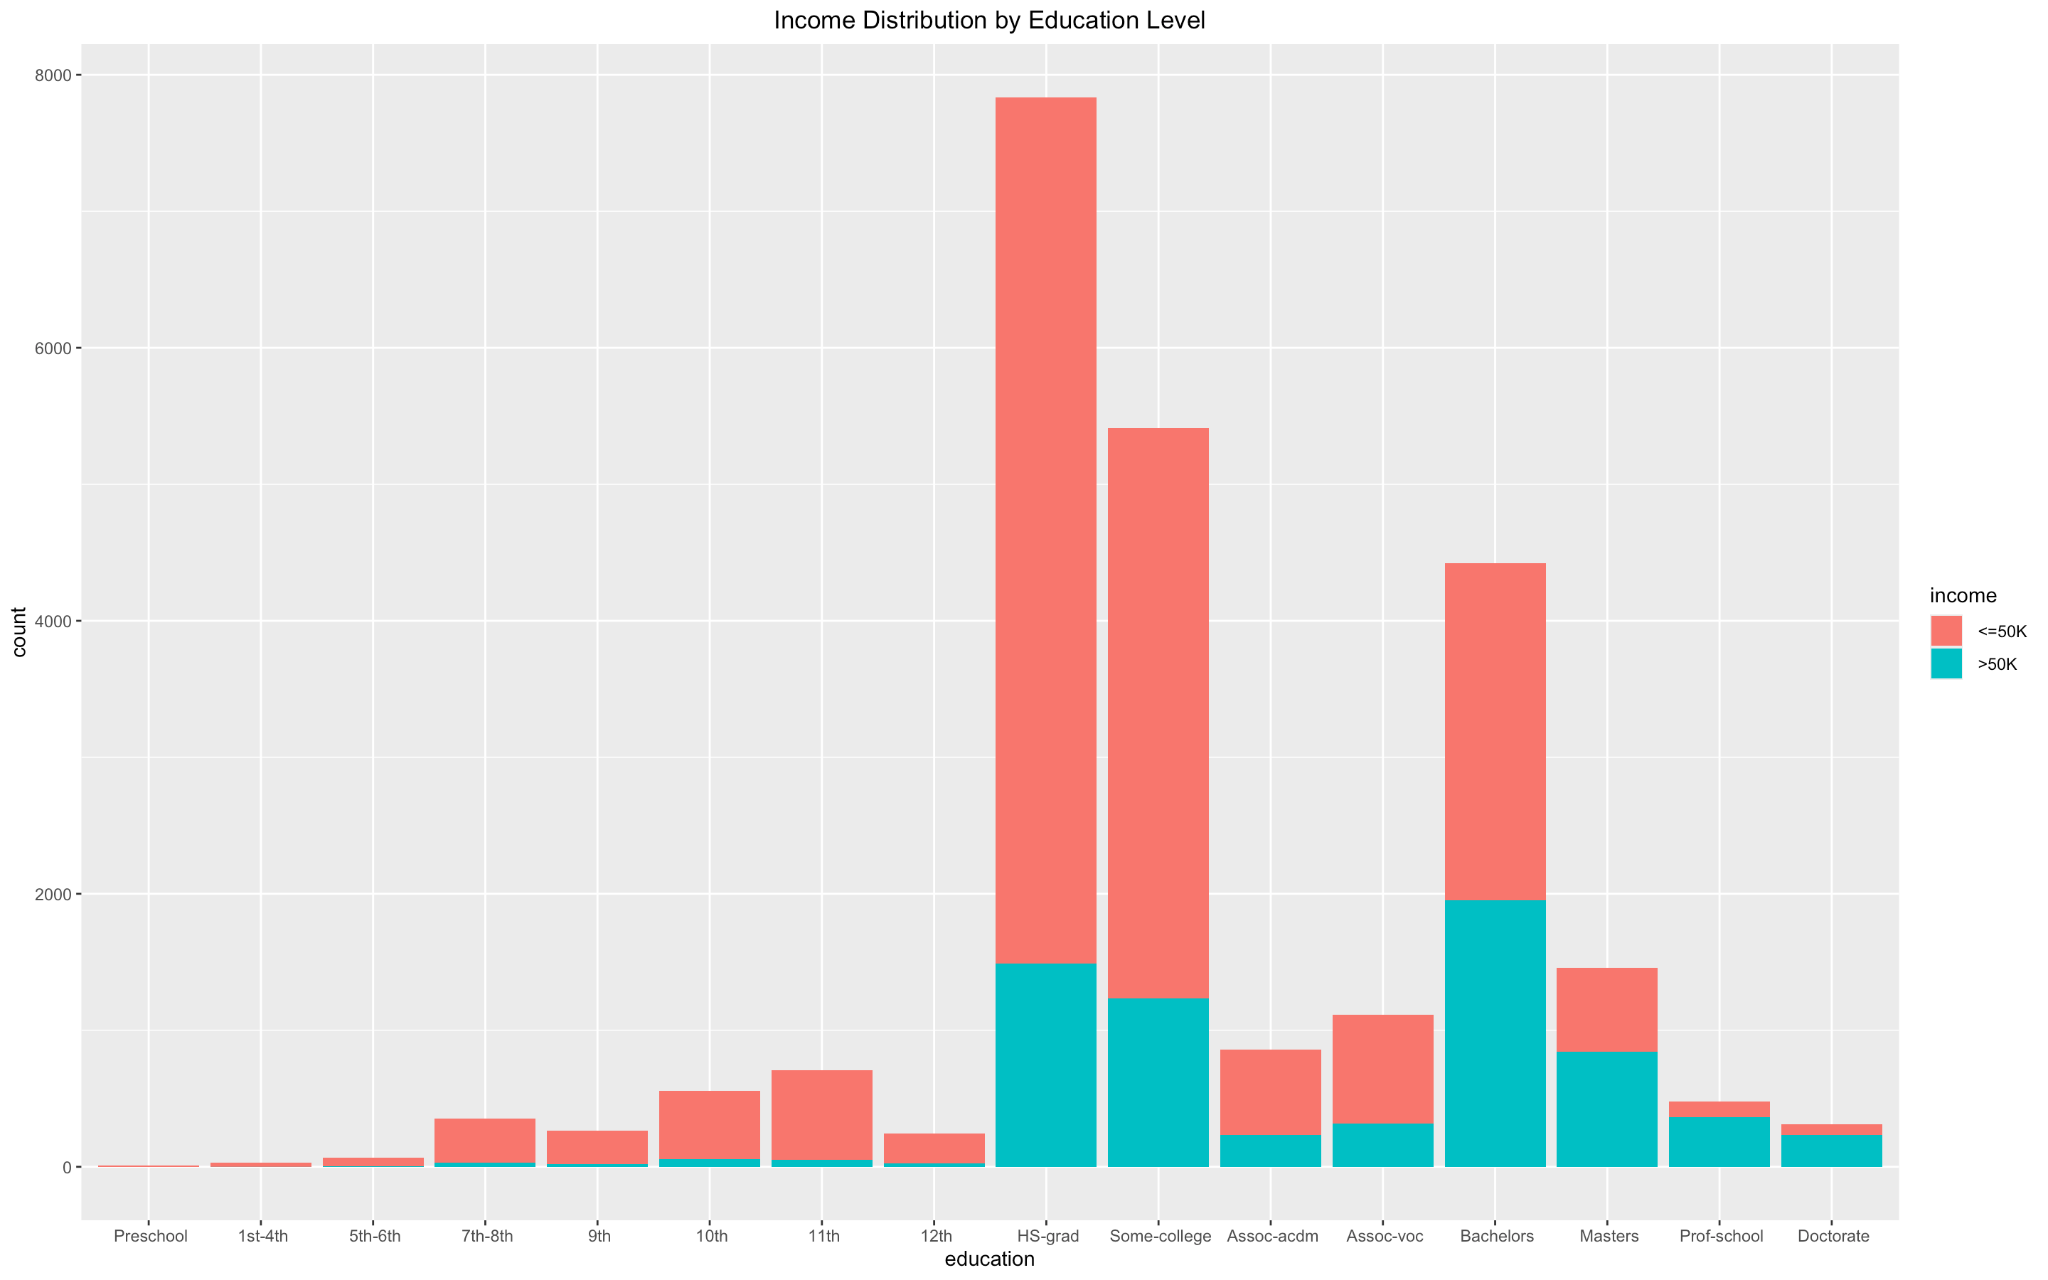 Income Distribution by Education Level
8000
6000
4000
2000
0
count
Preschool 1st-4th 5th-6th 7th-8th 9th 10th 11th 12th HS-grad Some-college Assoc-acdm Assoc-voc Bachelors Masters Prof-school Doctorate
education
income
<=50K
>50K